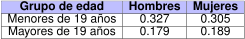 Grupo de edad Hombres Mujeres
Menores de 19 años 0.327 0.305
Mayores de 19 años 0.179 0.189